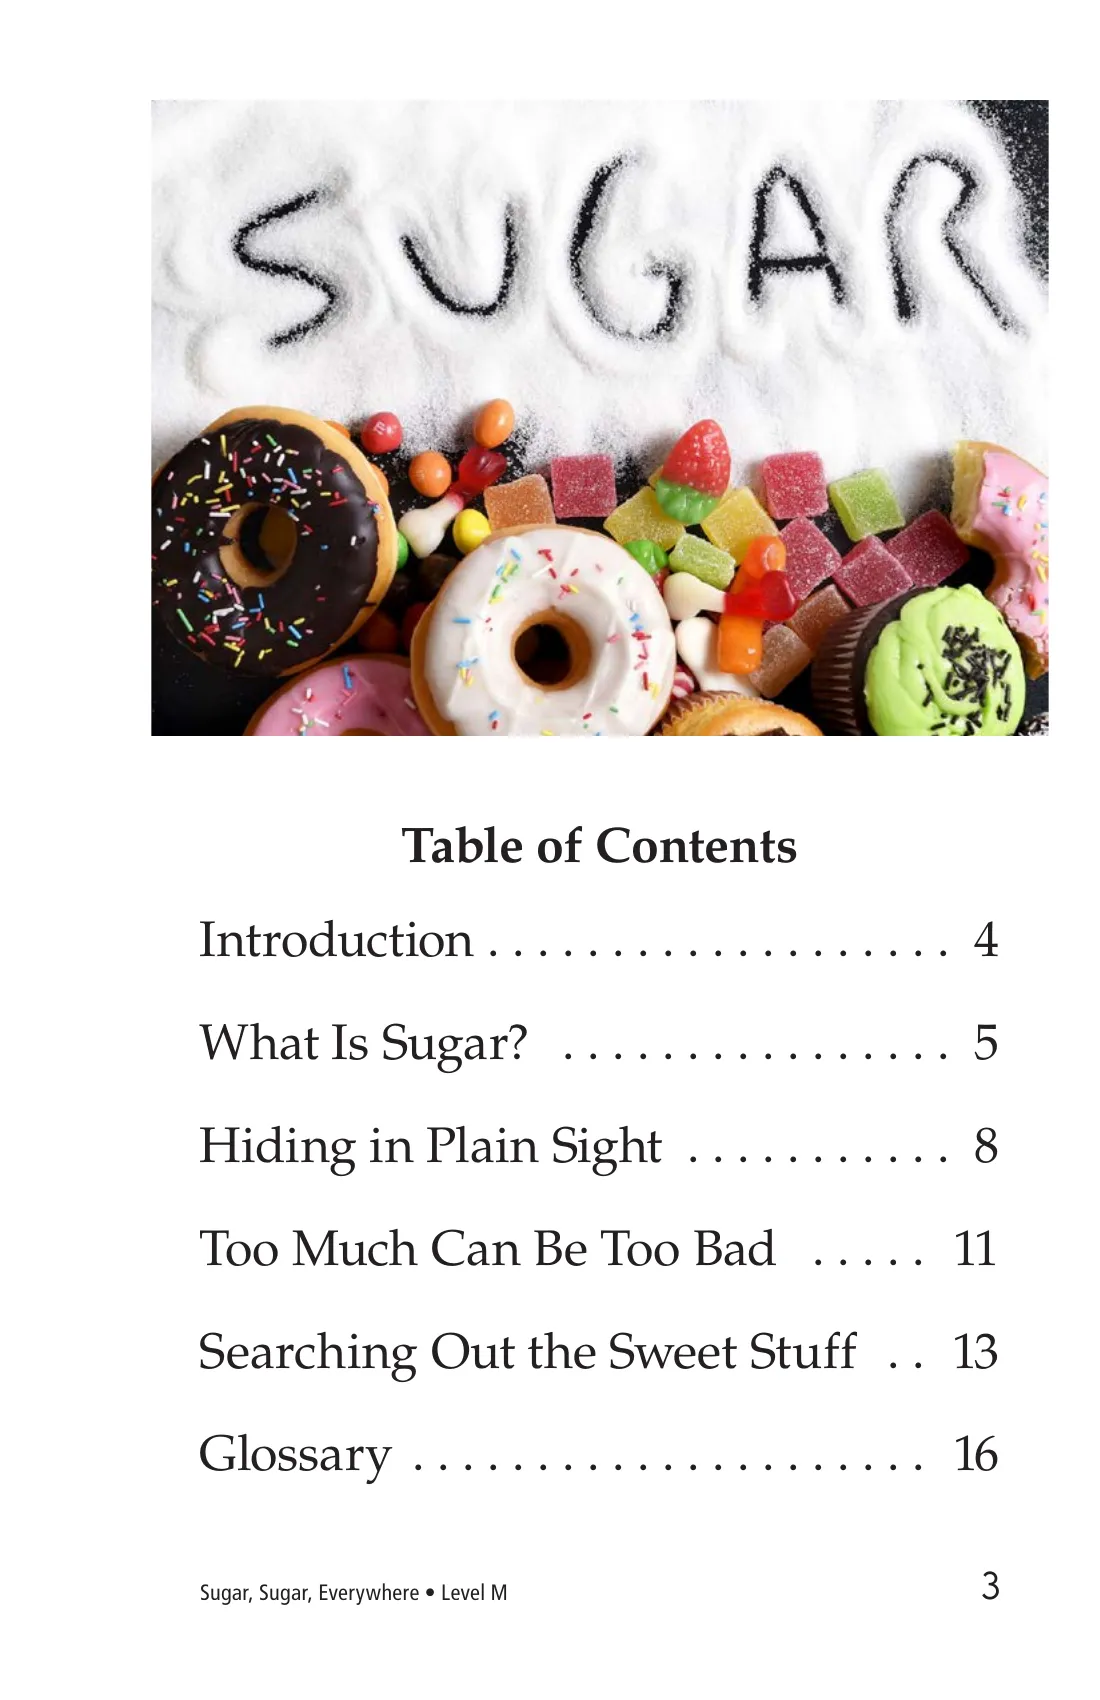 SUGAR
Table of Contents
Introduction . . . . . . . . . . . . . . . . . . . 4
What Is Sugar? . . . . . . . . . . . . . . . . 5
Hiding in Plain Sight . . . . . . . . . . . 8
Too Much Can Be Too Bad . . . . . 11
Searching Out the Sweet Stuff . . 13
Glossary . . . . . . . . . . . . . . . . . . . . . 16
Sugar, Sugar, Everywhere • Level M 3